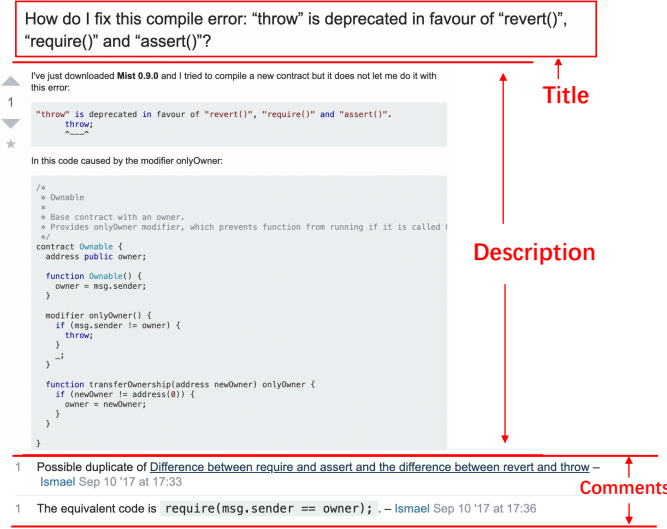 How do I fix this compile error: “throw” is deprecated in favour of “revert()”,
“require()” and “assert()”?
Title
1
I've just downloaded Mist 0.9.0 and I tried to compile a new contract but it does not let me do it with
this error:
"throw" is deprecated in favour of "revert()", "require()" and "assert()".
throw;
^---^
In this code caused by the modifier onlyOwner:
/*
* Ownable
*
* Base contract with an owner.
* Provides onlyOwner modifier, which prevents function from running if it is called
*/
contract Ownable {
address public owner;
function Ownable() {
owner = msg.sender;
}
modifier onlyOwner() {
if (msg.sender != owner) {
throw;
}
_;
}
function transferOwnership(address newOwner) onlyOwner {
if (newOwner != address(0)) {
owner = newOwner;
}
}
}
Description
1 Possible duplicate of Difference between require and assert and the difference between revert and throw –
Ismael Sep 10 '17 at 17:33
Comments
1 The equivalent code is require(msg.sender == owner); . – Ismael Sep 10 '17 at 17:36